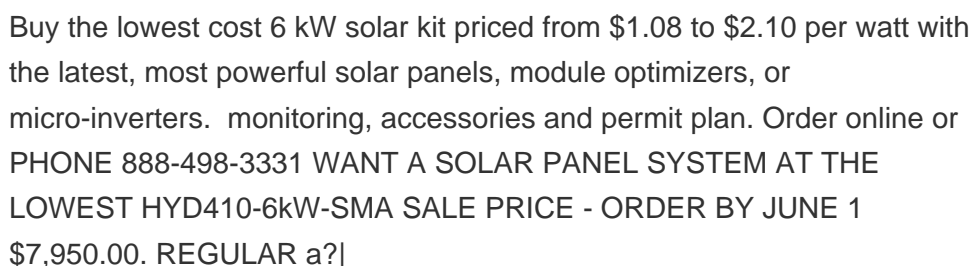 Buy the lowest cost 6 kW solar kit priced from $1.08 to $2.10 per watt with
the latest, most powerful solar panels, module optimizers, or
micro-inverters.  monitoring, accessories and permit plan. Order online or
PHONE 888-498-3331 WANT A SOLAR PANEL SYSTEM AT THE
LOWEST HYD410-6kW-SMA SALE PRICE - ORDER BY JUNE 1
$7,950.00. REGULAR a?|